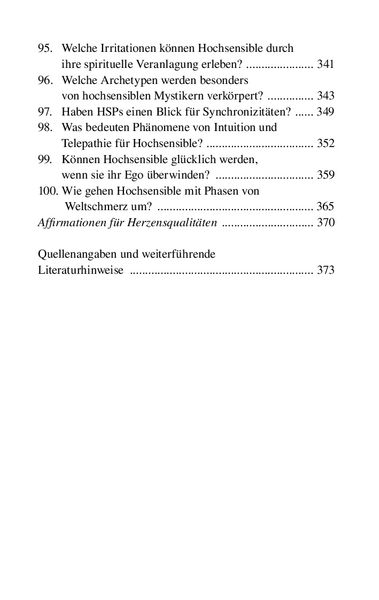 95. Welche Irritationen können Hochsensible durch
ihre spirituelle Veranlagung erleben? ...................... 341
96. Welche Archetypen werden besonders
von hochsensiblen Mystikern verkörpert? ............... 343
97. Haben HSPs einen Blick für Synchronizitäten? ...... 349
98. Was bedeuten Phänomene von Intuition und
Telepathie für Hochsensible? ................................... 352
99. Können Hochsensible glücklich werden,
wenn sie ihr Ego überwinden? ................................ 359
100. Wie gehen Hochsensible mit Phasen von
Weltschmerz um? ................................................... 365
Affirmationen für Herzensqualitäten .............................. 370
Quellenangaben und weiterführende
Literaturhinweise ............................................................ 373